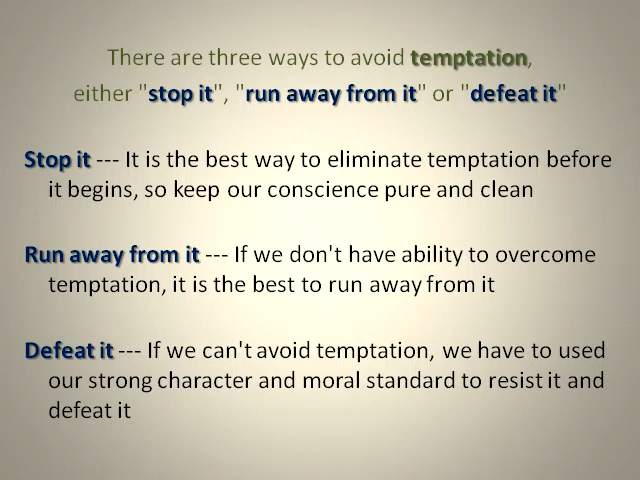 There are three ways to avoid temptation,
either "stop it", "run away from it" or "defeat it"
Stop it --- It is the best way to eliminate temptation before
it begins, so keep our conscience pure and clean
Run away from it --- If we don't have ability to overcome
temptation, it is the best to run away from it
Defeat it --- If we can't avoid temptation, we have to used
our strong character and moral standard to resist it and
defeat it